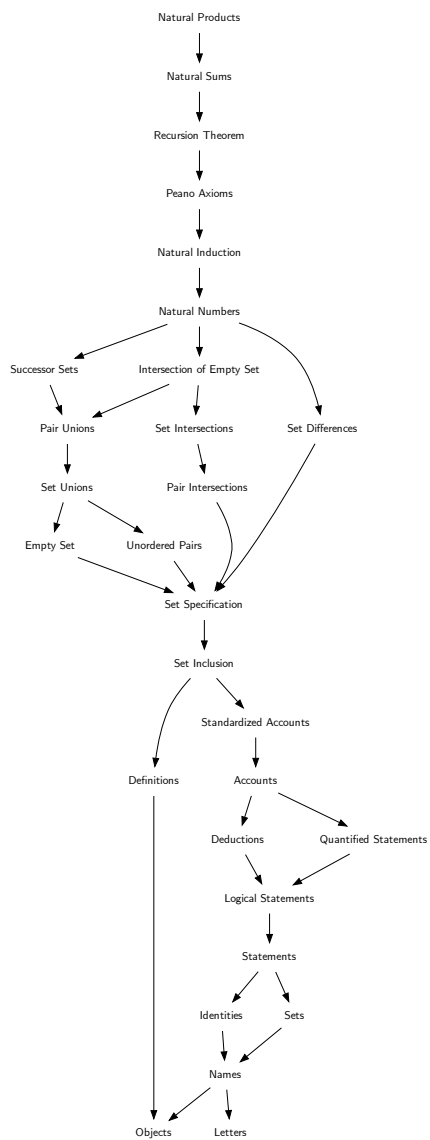 Natural Products
Natural Sums
Recursion Theorem
Peano Axioms
Natural Induction
Natural Numbers
Successor Sets
Intersection of Empty Set
Pair Unions
Set Intersections
Set Differences
Set Unions
Pair Intersections
Empty Set
Unordered Pairs
Set Specification
Set Inclusion
Standardized Accounts
Definitions
Accounts
Deductions
Quantified Statements
Logical Statements
Statements
Identities
Sets
Names
Objects
Letters